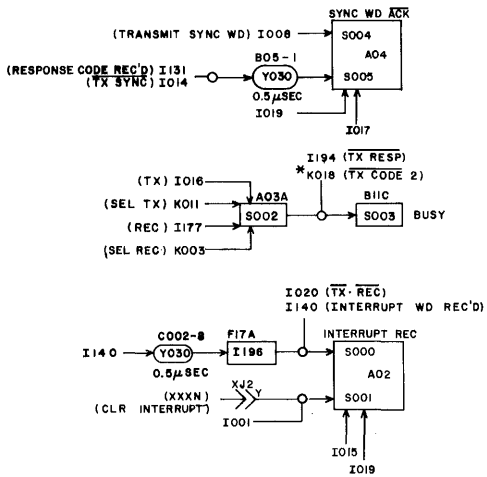 SYNC WD ACK
(TRANSMIT SYNC WD) I008
S004
B05-1
A04
(RESPONSE CODE REC'D) I131
(TX SYNC) I014
Y030
S005
0.5µSEC
I019
I017
I194 (TX RESP)
*K018 (TX CODE 2)
(TX) I016
(SEL TX) K011
A03A
B11C
S002
S003
BUSY
(REC) I177
(SEL REC) K003
I020 (TX · REC)
I140 (INTERRUPT WD REC'D)
C002-8
F17A
INTERRUPT REC
I140
Y030
I196
S000
0.5µSEC
A02
XJ2
(XXXN)
Y
(CLR INTERRUPT)
S001
I001
I015
I019